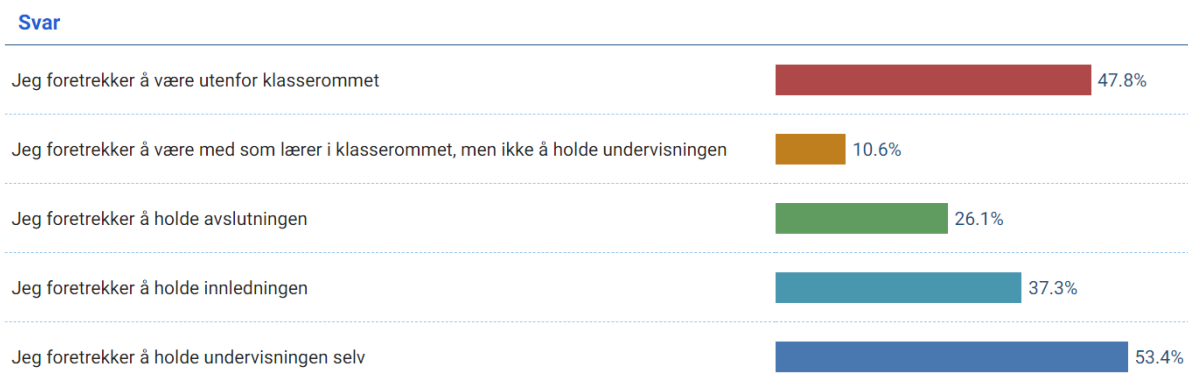 Svar
Jeg foretrekker å være utenfor klasserommet 47.8%
Jeg foretrekker å være med som lærer i klasserommet, men ikke å holde undervisningen 10.6%
Jeg foretrekker å holde avslutningen 26.1%
Jeg foretrekker å holde innledningen 37.3%
Jeg foretrekker å holde undervisningen selv 53.4%